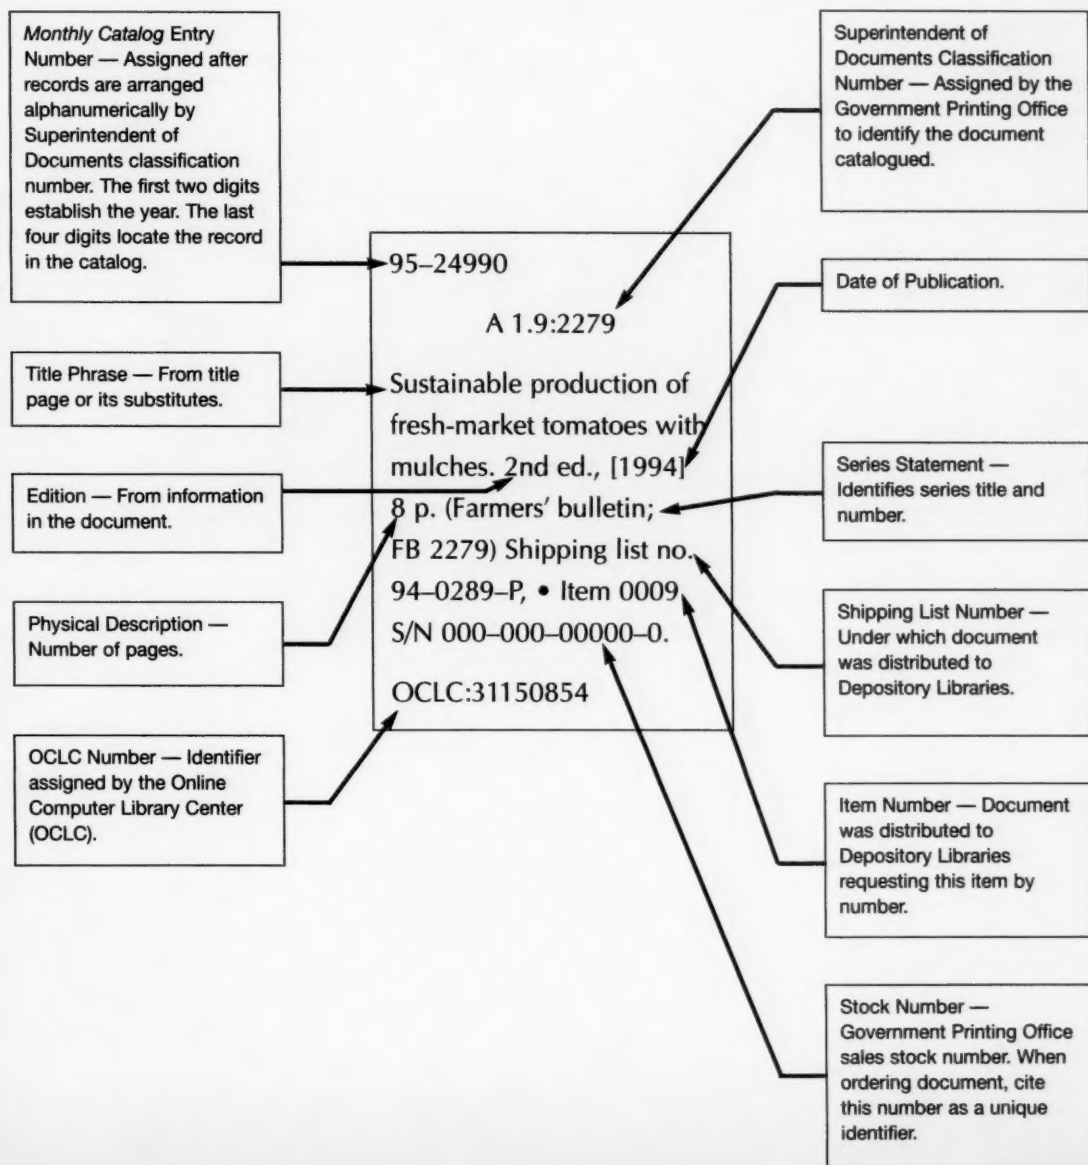 Monthly Catalog Entry
Number — Assigned after
records are arranged
alphanumerically by
Superintendent of
Documents classification
number. The first two digits
establish the year. The last
four digits locate the record
in the catalog.
Title Phrase — From title
page or its substitutes.
Edition — From information
in the document.
Physical Description —
Number of pages.
OCLC Number — Identifier
assigned by the Online
Computer Library Center
(OCLC).
95–24990
A 1.9:2279
Sustainable production of
fresh-market tomatoes with
mulches. 2nd ed., [1994]
8 p. (Farmers’ bulletin;
FB 2279) Shipping list no.
94–0289–P, • Item 0009
S/N 000–000–00000–0.
OCLC:31150854
Superintendent of
Documents Classification
Number — Assigned by the
Government Printing Office
to identify the document
catalogued.
Date of Publication.
Series Statement —
Identifies series title and
number.
Shipping List Number —
Under which document
was distributed to
Depository Libraries.
Item Number — Document
was distributed to
Depository Libraries
requesting this item by
number.
Stock Number —
Government Printing Office
sales stock number. When
ordering document, cite
this number as a unique
identifier.